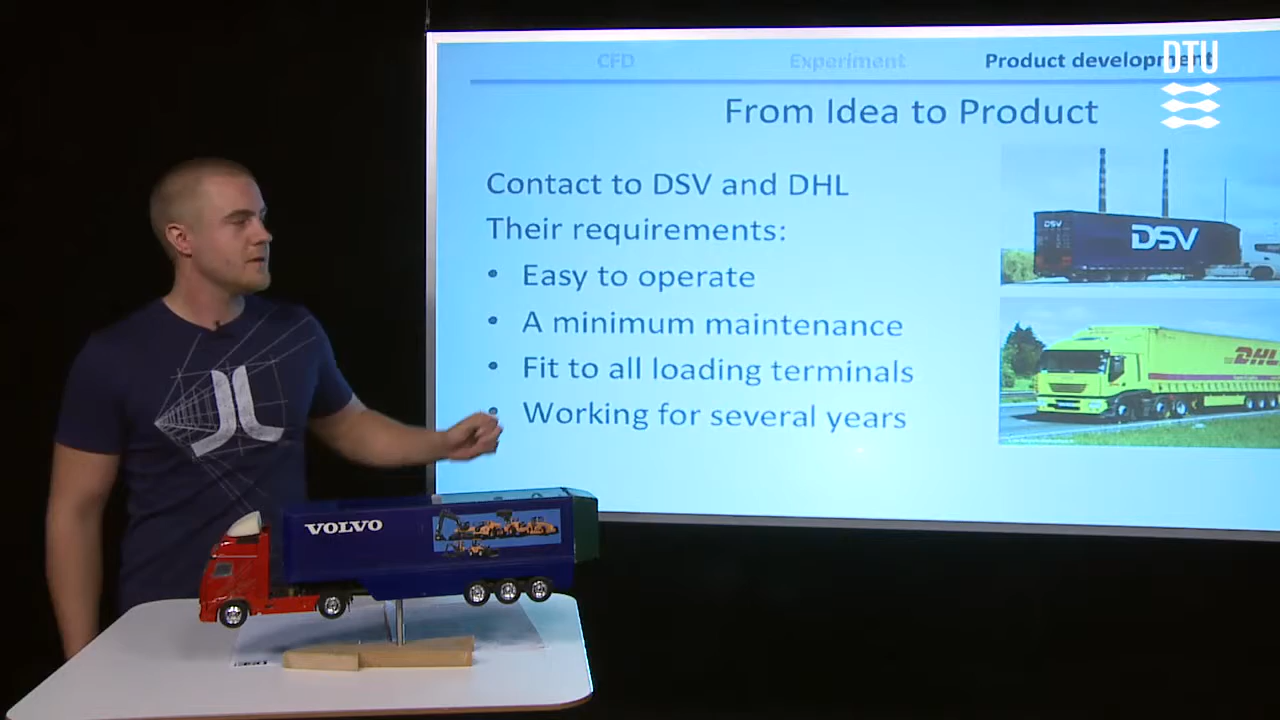 CFD Experiment Product development
DTU
From Idea to Product
Contact to DSV and DHL
Their requirements:
• Easy to operate
• A minimum maintenance
• Fit to all loading terminals
• Working for several years
DSV
DSV
DHL
VOLVO